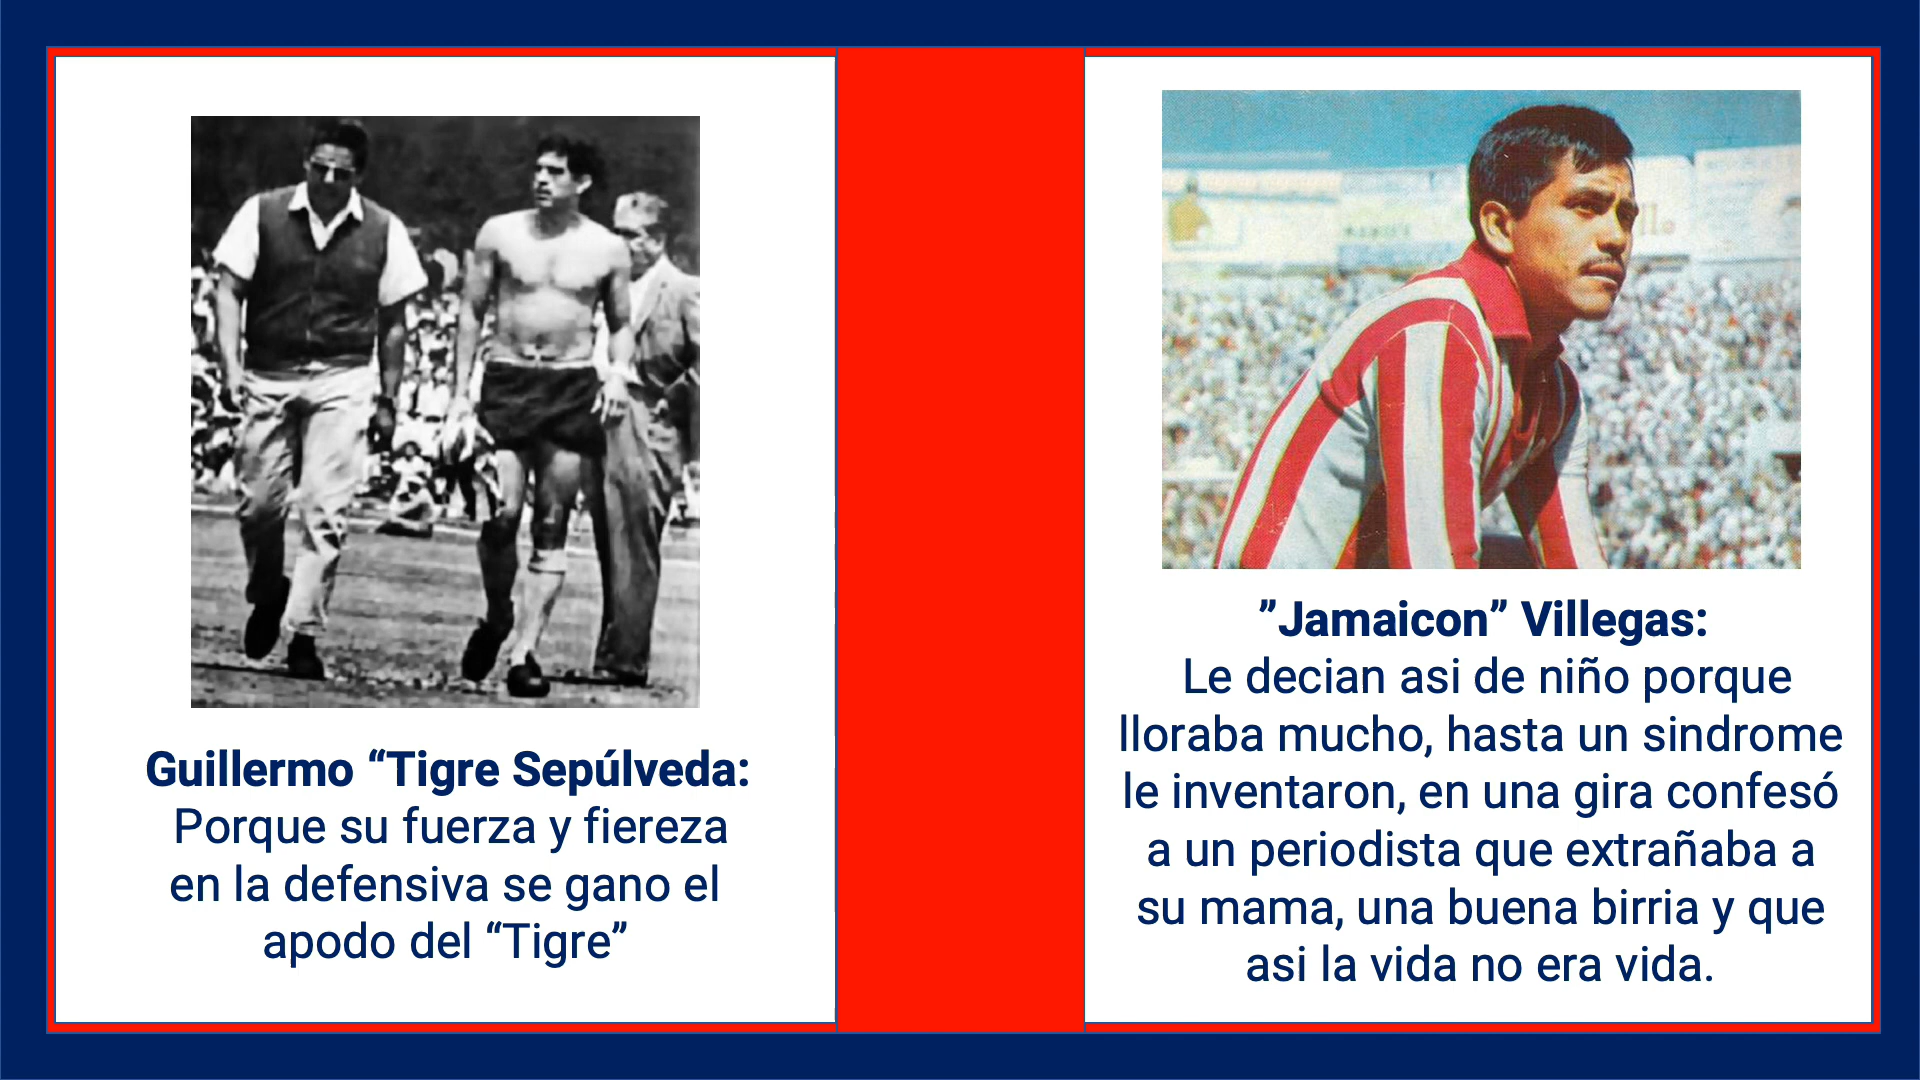 Guillermo “Tigre Sepúlveda:
Porque su fuerza y fiereza
en la defensiva se gano el
apodo del “Tigre”
”Jamaicon” Villegas:
Le decian asi de niño porque
lloraba mucho, hasta un sindrome
le inventaron, en una gira confesó
a un periodista que extrañaba a
su mama, una buena birria y que
asi la vida no era vida.